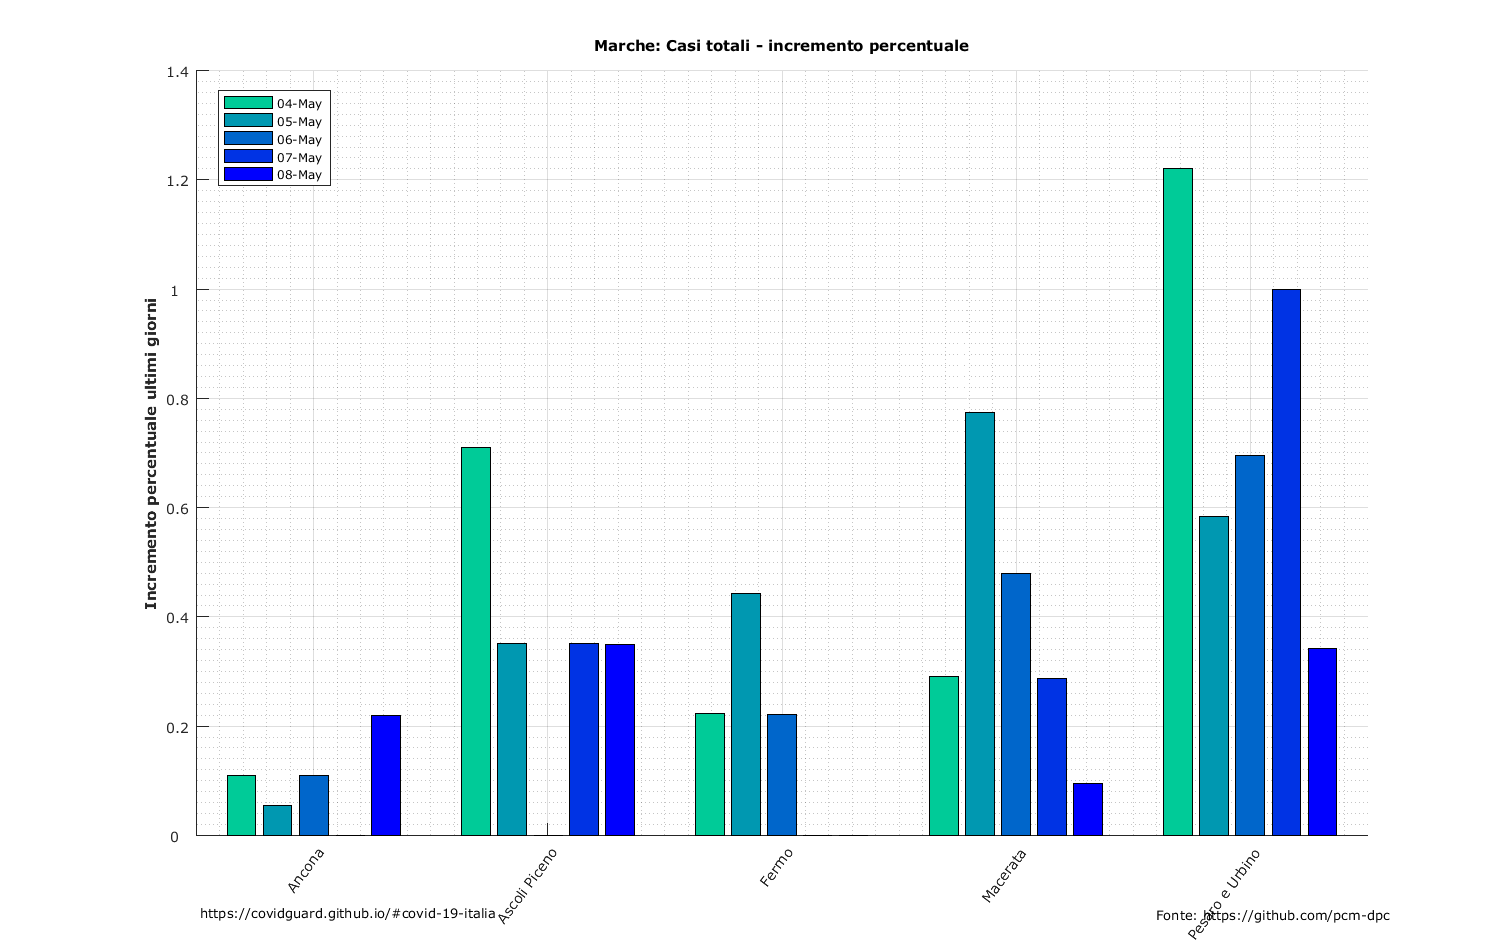 Marche: Casi totali - incremento percentuale
Incremento percentuale ultimi giorni
1.4
1.2
1
0.8
0.6
0.4
0.2
0
04-May
05-May
06-May
07-May
08-May
Ancona
Ascoli Piceno
Fermo
Macerata
Pesaro e Urbino
https://covidguard.github.io/#covid-19-italia
Fonte: https://github.com/pcm-dpc